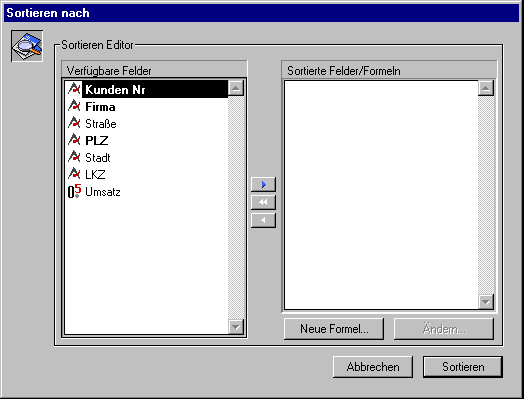 Sortieren nach
Sortieren Editor
Verfügbare Felder
Kunden Nr
Firma
Straße
PLZ
Stadt
LKZ
Umsatz
Sortierte Felder/Formeln
Neue Formel...
Ändern...
Abbrechen
Sortieren